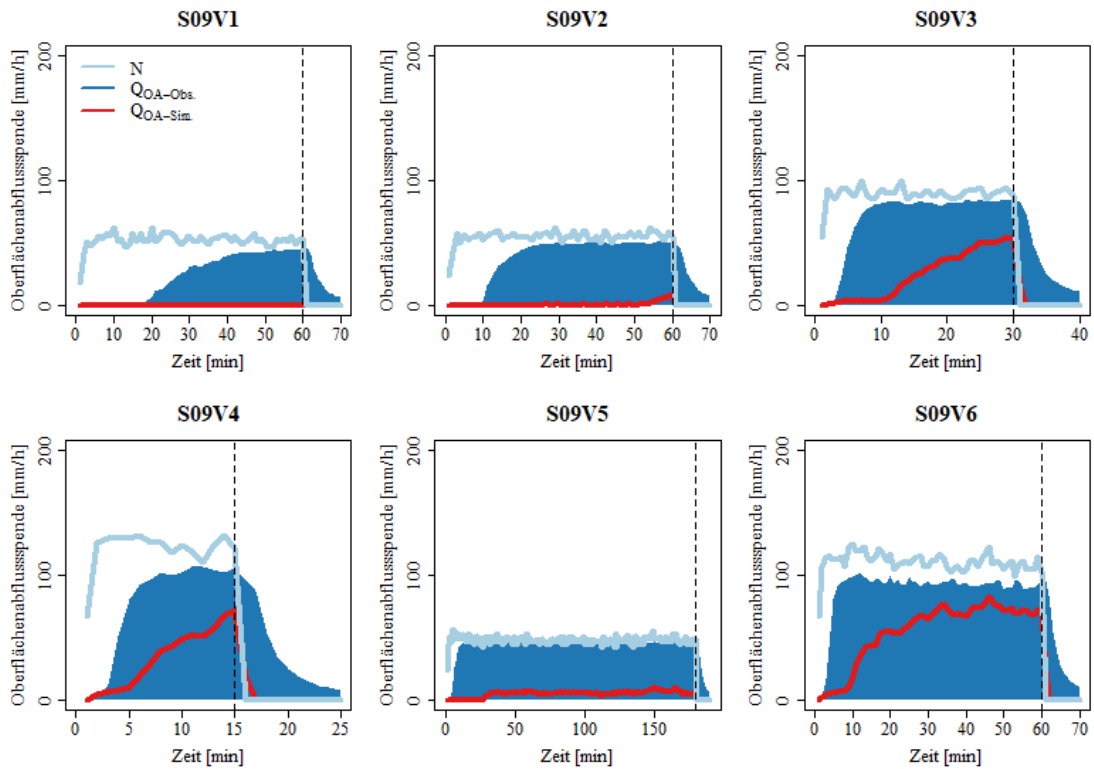 S09V1
Oberflächenabflussspende [mm/h]
200
100
0
N
QOA–Obs.
QOA–Sim.
0 10 20 30 40 50 60 70
Zeit [min]
S09V2
Oberflächenabflussspende [mm/h]
200
100
0
0 10 20 30 40 50 60 70
Zeit [min]
S09V3
Oberflächenabflussspende [mm/h]
200
100
0
0 10 20 30 40
Zeit [min]
S09V4
Oberflächenabflussspende [mm/h]
200
100
0
0 5 10 15 20 25
Zeit [min]
S09V5
Oberflächenabflussspende [mm/h]
200
100
0
0 50 100 150
Zeit [min]
S09V6
Oberflächenabflussspende [mm/h]
200
100
0
0 10 20 30 40 50 60 70
Zeit [min]